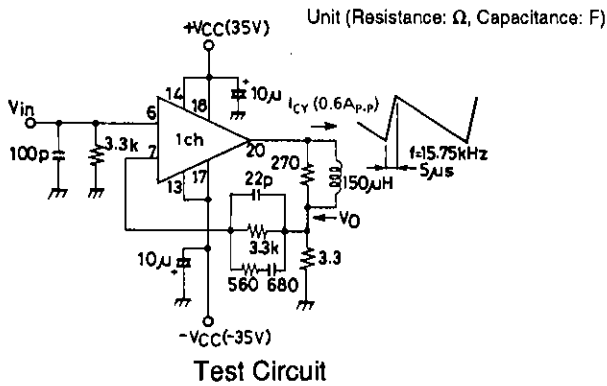 Unit (Resistance: Ω, Capacitance: F)
+VCC(35V)
14
18
+
10μ
ICY (0.6AP-P)
Vin
6
1ch
20
100p
3.3k
7
13
17
270
150μH
f=15.75kHz
5μs
22p
VO
3.3k
3.3
10μ
+
560
680
-VCC(-35V)
Test Circuit